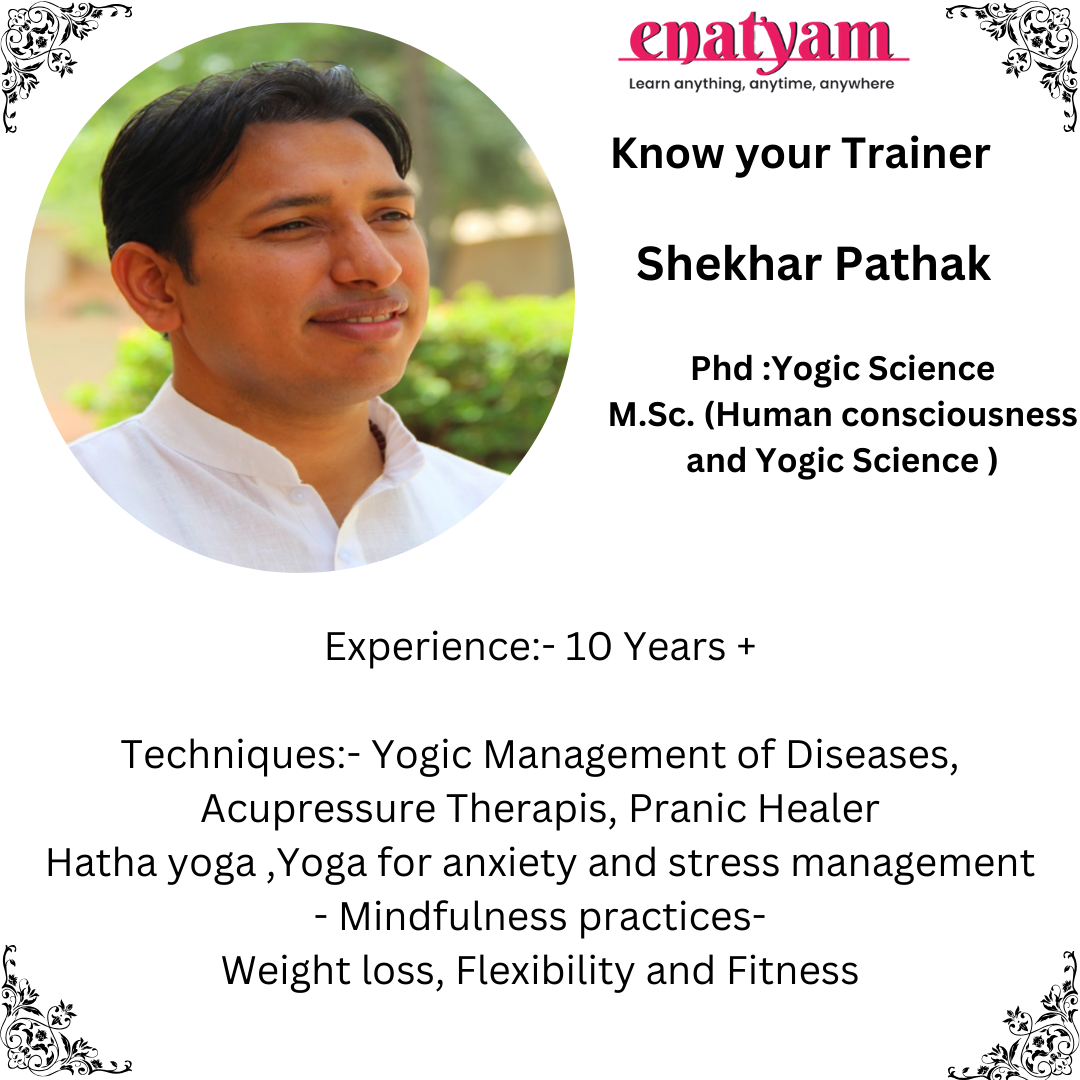 enatyam
Learn anything, anytime, anywhere
Know your Trainer
Shekhar Pathak
Phd :Yogic Science
M.Sc. (Human consciousness
and Yogic Science )
Experience:- 10 Years +
Techniques:- Yogic Management of Diseases,
Acupressure Therapis, Pranic Healer
Hatha yoga ,Yoga for anxiety and stress management
- Mindfulness practices-
Weight loss, Flexibility and Fitness